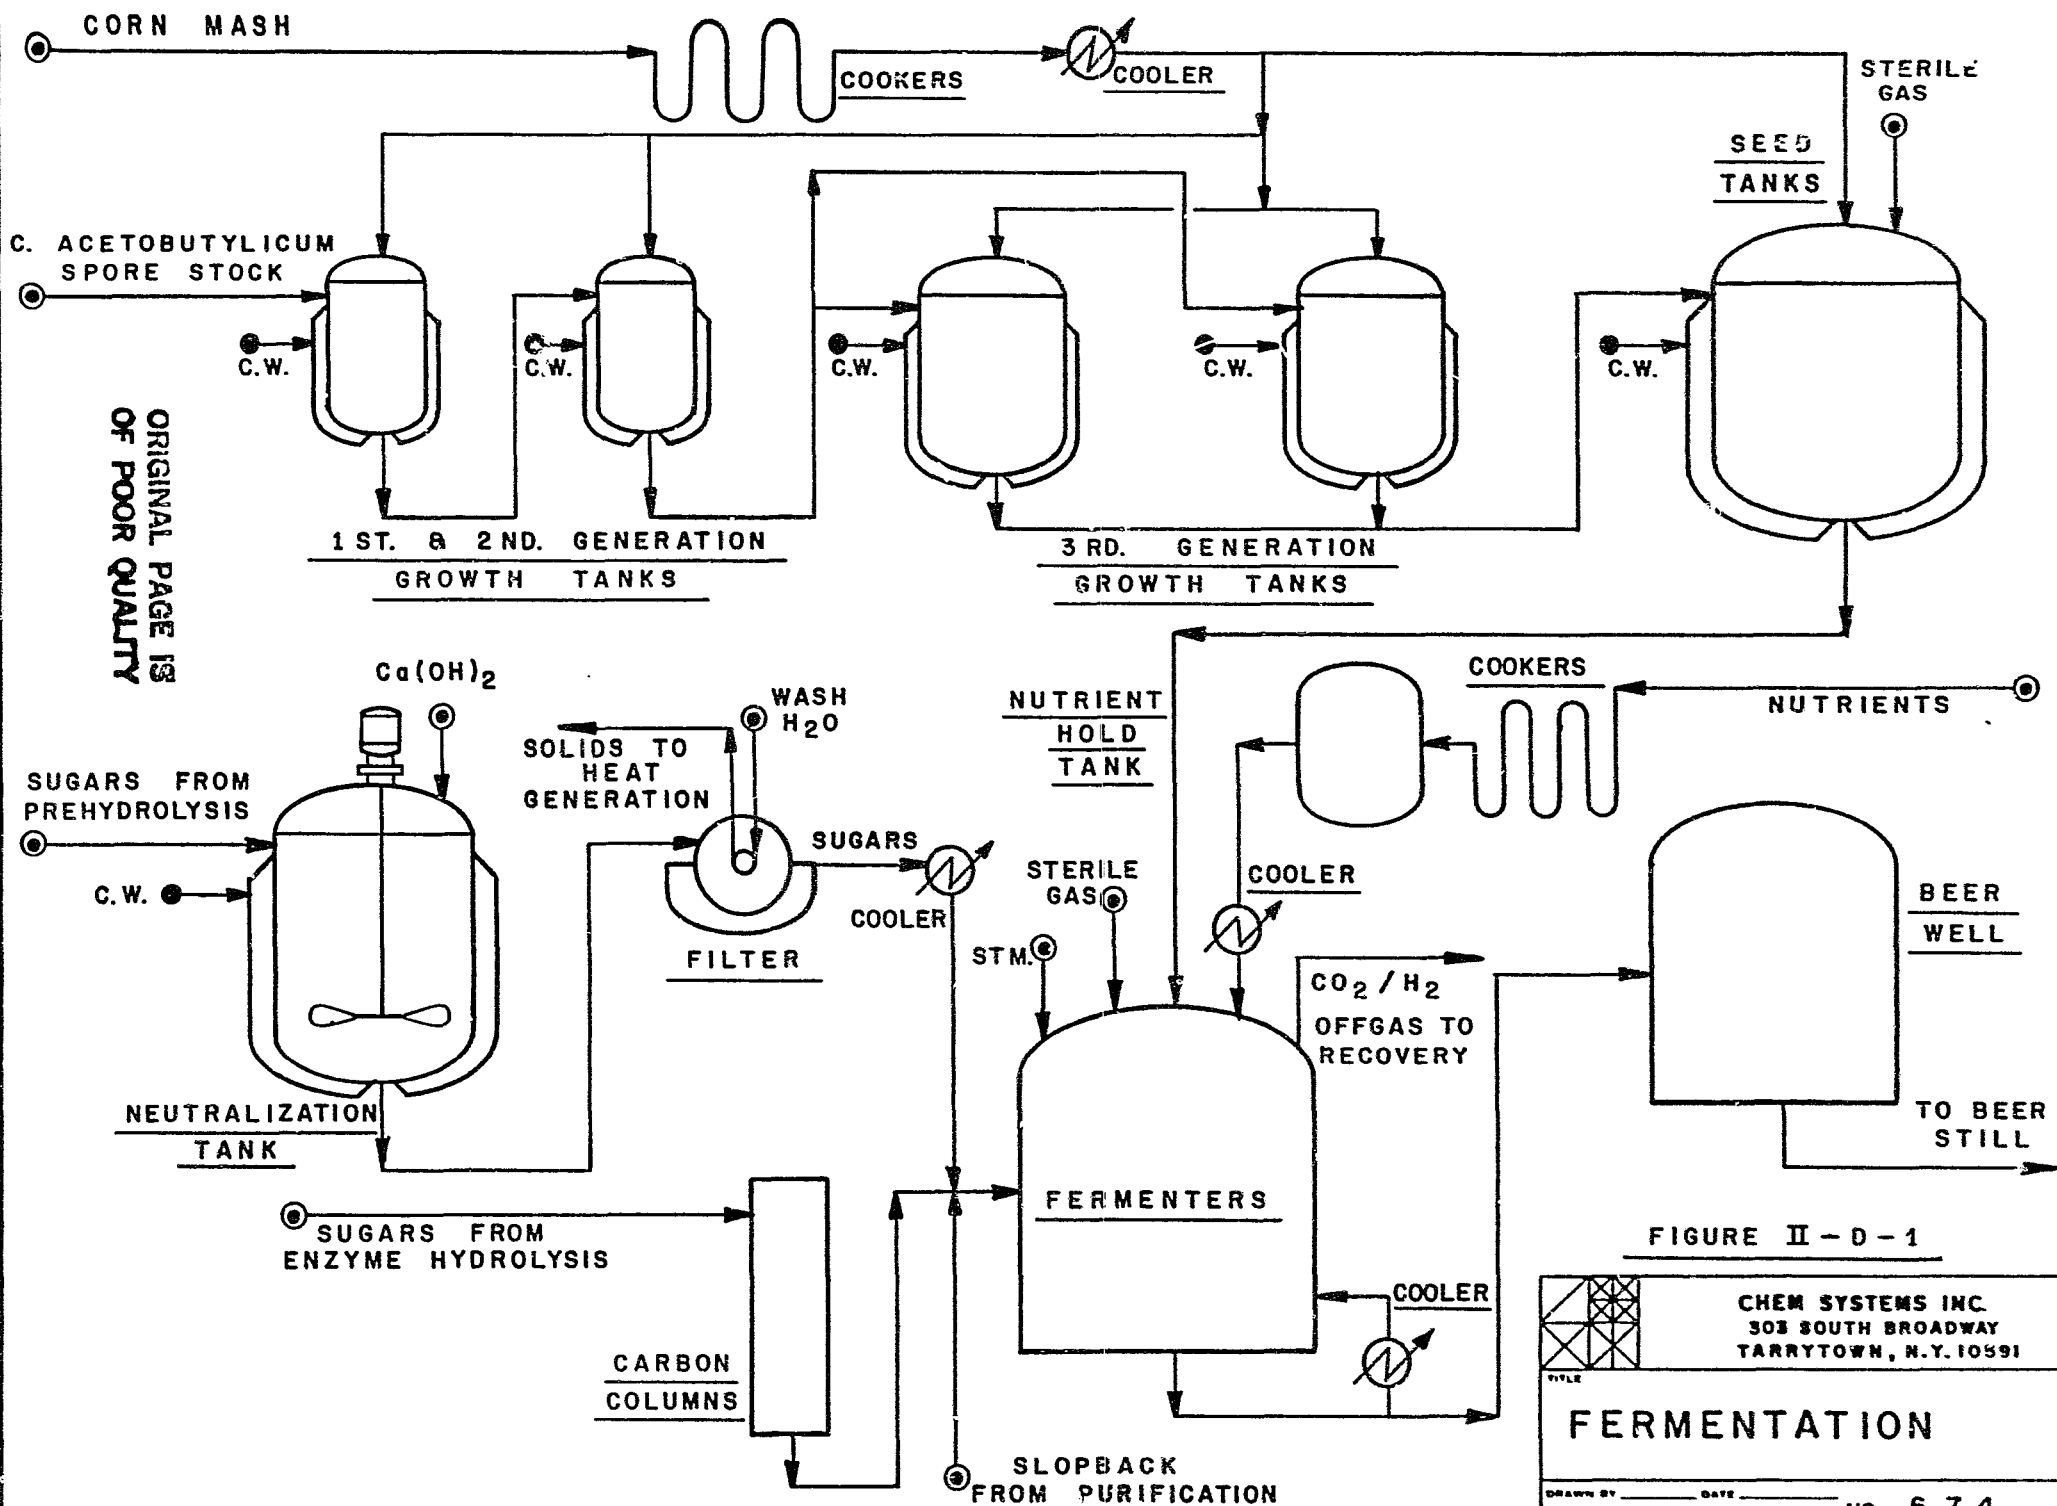 CORN MASH
COOKERS
COOLER
STERILE
GAS
SEED
TANKS
C. ACETOBUTYLICUM
SPORE STOCK
C.W.
C.W.
C.W.
C.W.
C.W.
ORIGINAL PAGE IS
OF POOR QUALITY
1 ST. & 2 ND. GENERATION
GROWTH TANKS
3 RD. GENERATION
GROWTH TANKS
Ca(OH)2
WASH
H2O
SOLIDS TO
HEAT
GENERATION
NUTRIENT
HOLD
TANK
COOKERS
NUTRIENTS
SUGARS FROM
PREHYDROLYSIS
C.W.
SUGARS
COOLER
FILTER
STERILE
GAS
STM.
COOLER
CO2/H2
OFFGAS TO
RECOVERY
BEER
WELL
NEUTRALIZATION
TANK
TO BEER
STILL
FERMENTERS
SUGARS FROM
ENZYME HYDROLYSIS
COOLER
CARBON
COLUMNS
SLOPBACK
FROM PURIFICATION
FIGURE II-D-1
CHEM SYSTEMS INC.
303 SOUTH BROADWAY
TARRYTOWN, N.Y. 10591
TITLE
FERMENTATION
DRAWN BY DATE